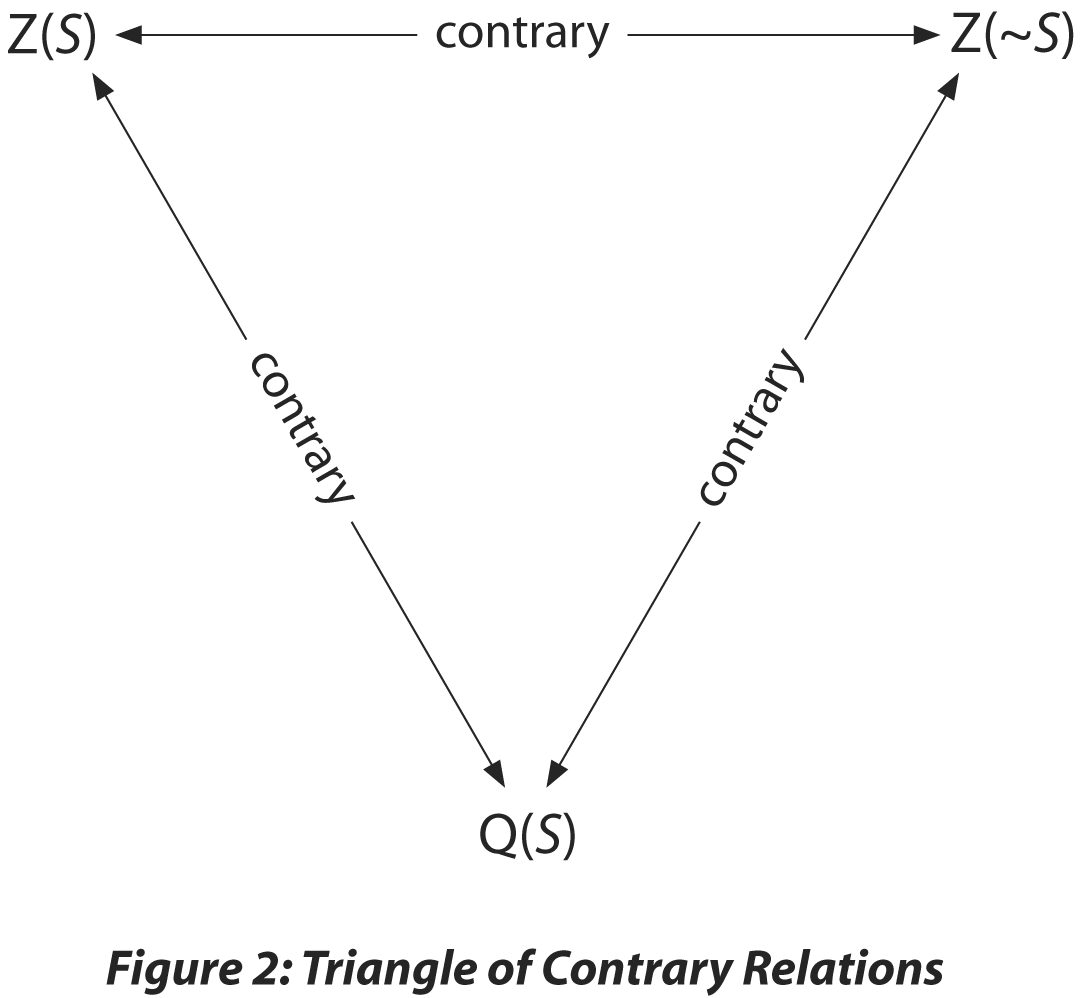 Z(S) contrary Z(~S)
contrary
contrary
Q(S)
Figure 2: Triangle of Contrary Relations